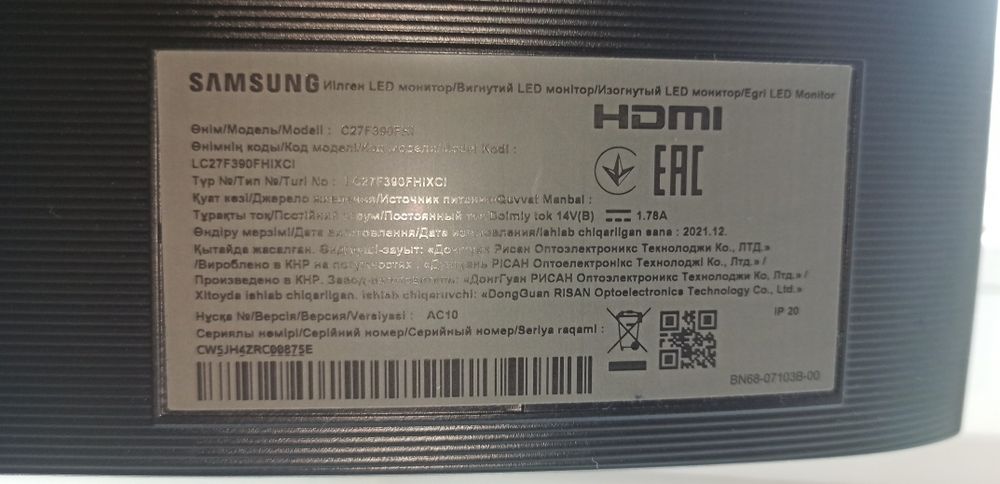 SAMSUNG Иілген LED монитор/Вигнутий LED монітор/Изогнутый LED монитор/Egri LED Monitor
HDMI
Өнім/Модель/Modeli : C27F390FHI
Өнімнің коды/Код моделі/Код модели/ Kodi :
LC27F390FHIXCI
EAC
Түр №/Тип №/Turi No : LC27F390FHIXCI
Қуат көзі/Джерело живлення/Источник питания/Quvvat Manbai :
Тұрақты ток/Постійний струм/Постоянный ток/Doimiy tok 14V(B) 1.78A
Өндіру мерзімі/Дата виготовлення/Дата изготовления/Ishlab chiqarilgan sana : 2021.12.
Қытайда жасалған. Өндіруші-зауыт: «ДонгГуан Рисан Оптоэлектроникс Технолоджи Ко., ЛТД.»
/Вироблено в КНР на потужностях : «ДонгГуань РІСАН Оптоелектронікс Технолоджі Ко., Лтд.» /
Произведено в КНР. Завод-изготовитель: «ДонгГуан РИСАН Оптоэлектроникс Технолоджи Ко., Лтд.»/
Xitoyda ishlab chiqarilgan. ishlab chiqaruvchi: «DongGuan RISAN Optoelectronics Technology Co., Ltd.»
Нұсқа №/Версія/Версия/Versiyasi : AC10
IP 20
Сериялы нөмірі/Серійний номер/Серийный номер/Seriya raqami :
CW5JH4ZRC00875E
BN68-07103B-00